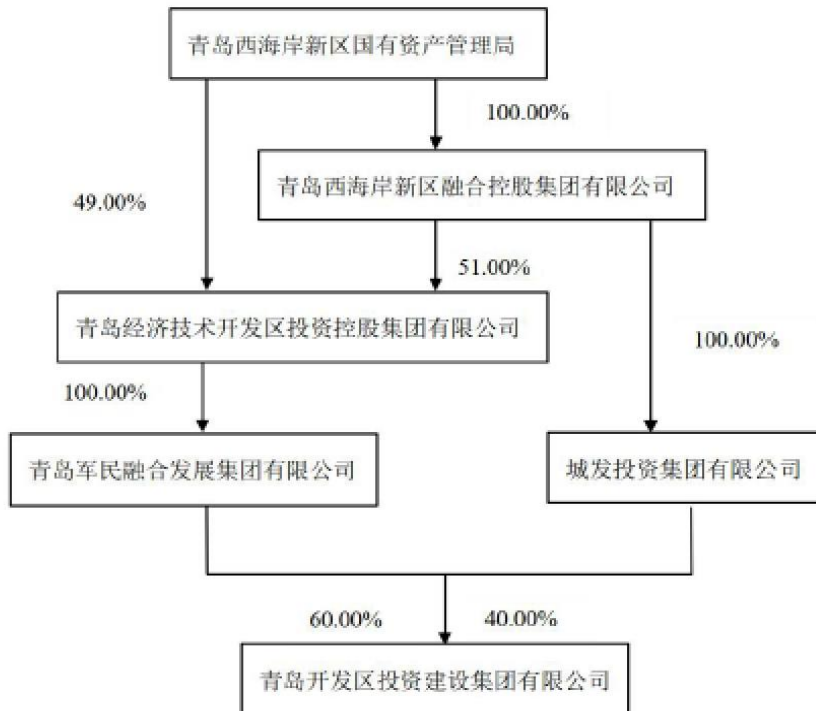 青岛西海岸新区国有资产管理局
100.00%
青岛西海岸新区融合控股集团有限公司
49.00%
51.00%
青岛经济技术开发区投资控股集团有限公司
100.00%
100.00%
青岛军民融合发展集团有限公司
城发投资集团有限公司
60.00%
40.00%
青岛开发区投资建设集团有限公司